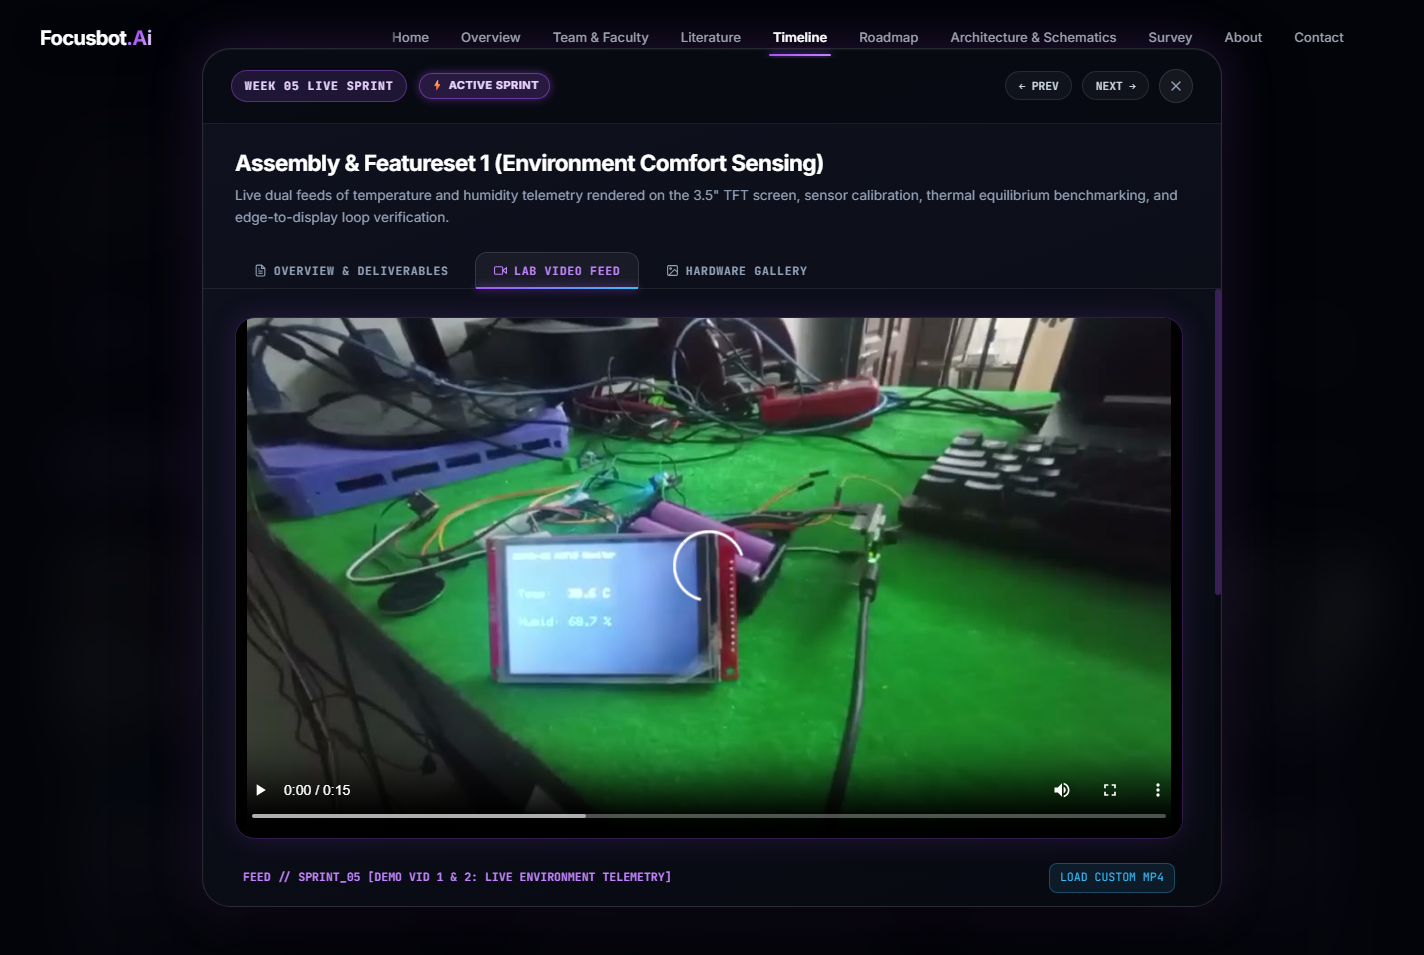 Focusbot.Ai
Home
Overview
Team & Faculty
Literature
Timeline
Roadmap
Architecture & Schematics
Survey
About
Contact
WEEK 05 LIVE SPRINT
ACTIVE SPRINT
← PREV
NEXT →
Assembly & Featureset 1 (Environment Comfort Sensing)
Live dual feeds of temperature and humidity telemetry rendered on the 3.5" TFT screen, sensor calibration, thermal equilibrium benchmarking, and
edge-to-display loop verification.
OVERVIEW & DELIVERABLES
LAB VIDEO FEED
HARDWARE GALLERY
Monitor
Temp:
C
Humid: 60.7 %
0:00 / 0:15
FEED // SPRINT_05 [DEMO VID 1 & 2: LIVE ENVIRONMENT TELEMETRY]
LOAD CUSTOM MP4